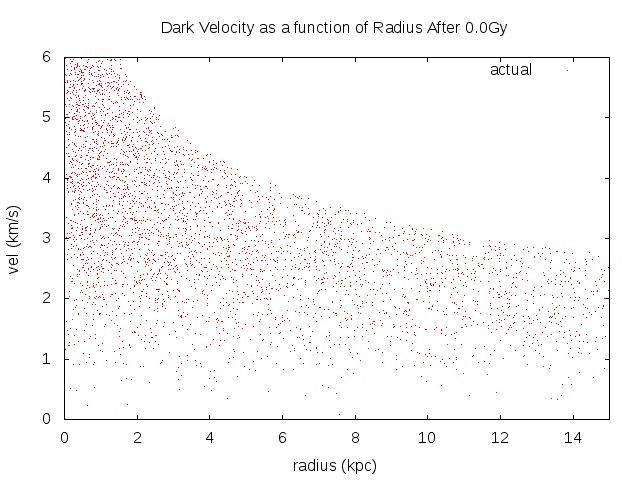 Dark Velocity as a function of Radius After 0.0Gy
actual
6
5
4
3
2
1
0
vel (km/s)
0 2 4 6 8 10 12 14
radius (kpc)